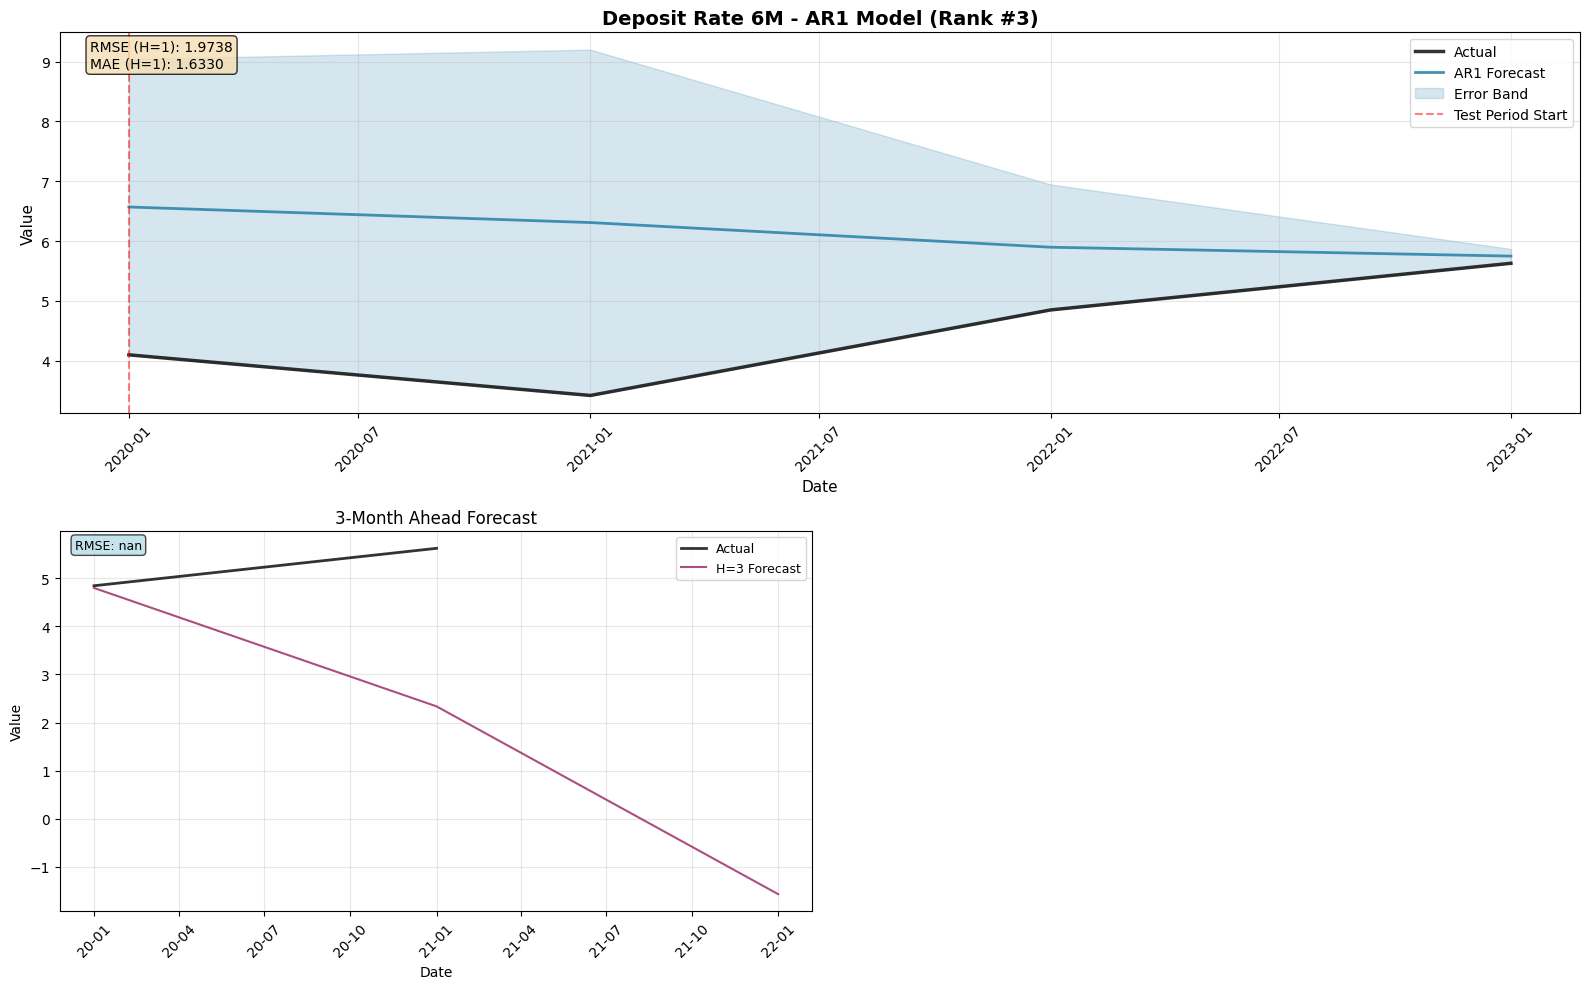 Deposit Rate 6M - AR1 Model (Rank #3)
RMSE (H=1): 1.9738
MAE (H=1): 1.6330
Actual
AR1 Forecast
Error Band
Test Period Start
Value
9
8
7
6
5
4
2020-01
2020-07
2021-01
2021-07
2022-01
2022-07
2023-01
Date
3-Month Ahead Forecast
RMSE: nan
Actual
H=3 Forecast
Value
5
4
3
2
1
0
−1
20-01
20-04
20-07
20-10
21-01
21-04
21-07
21-10
22-01
Date